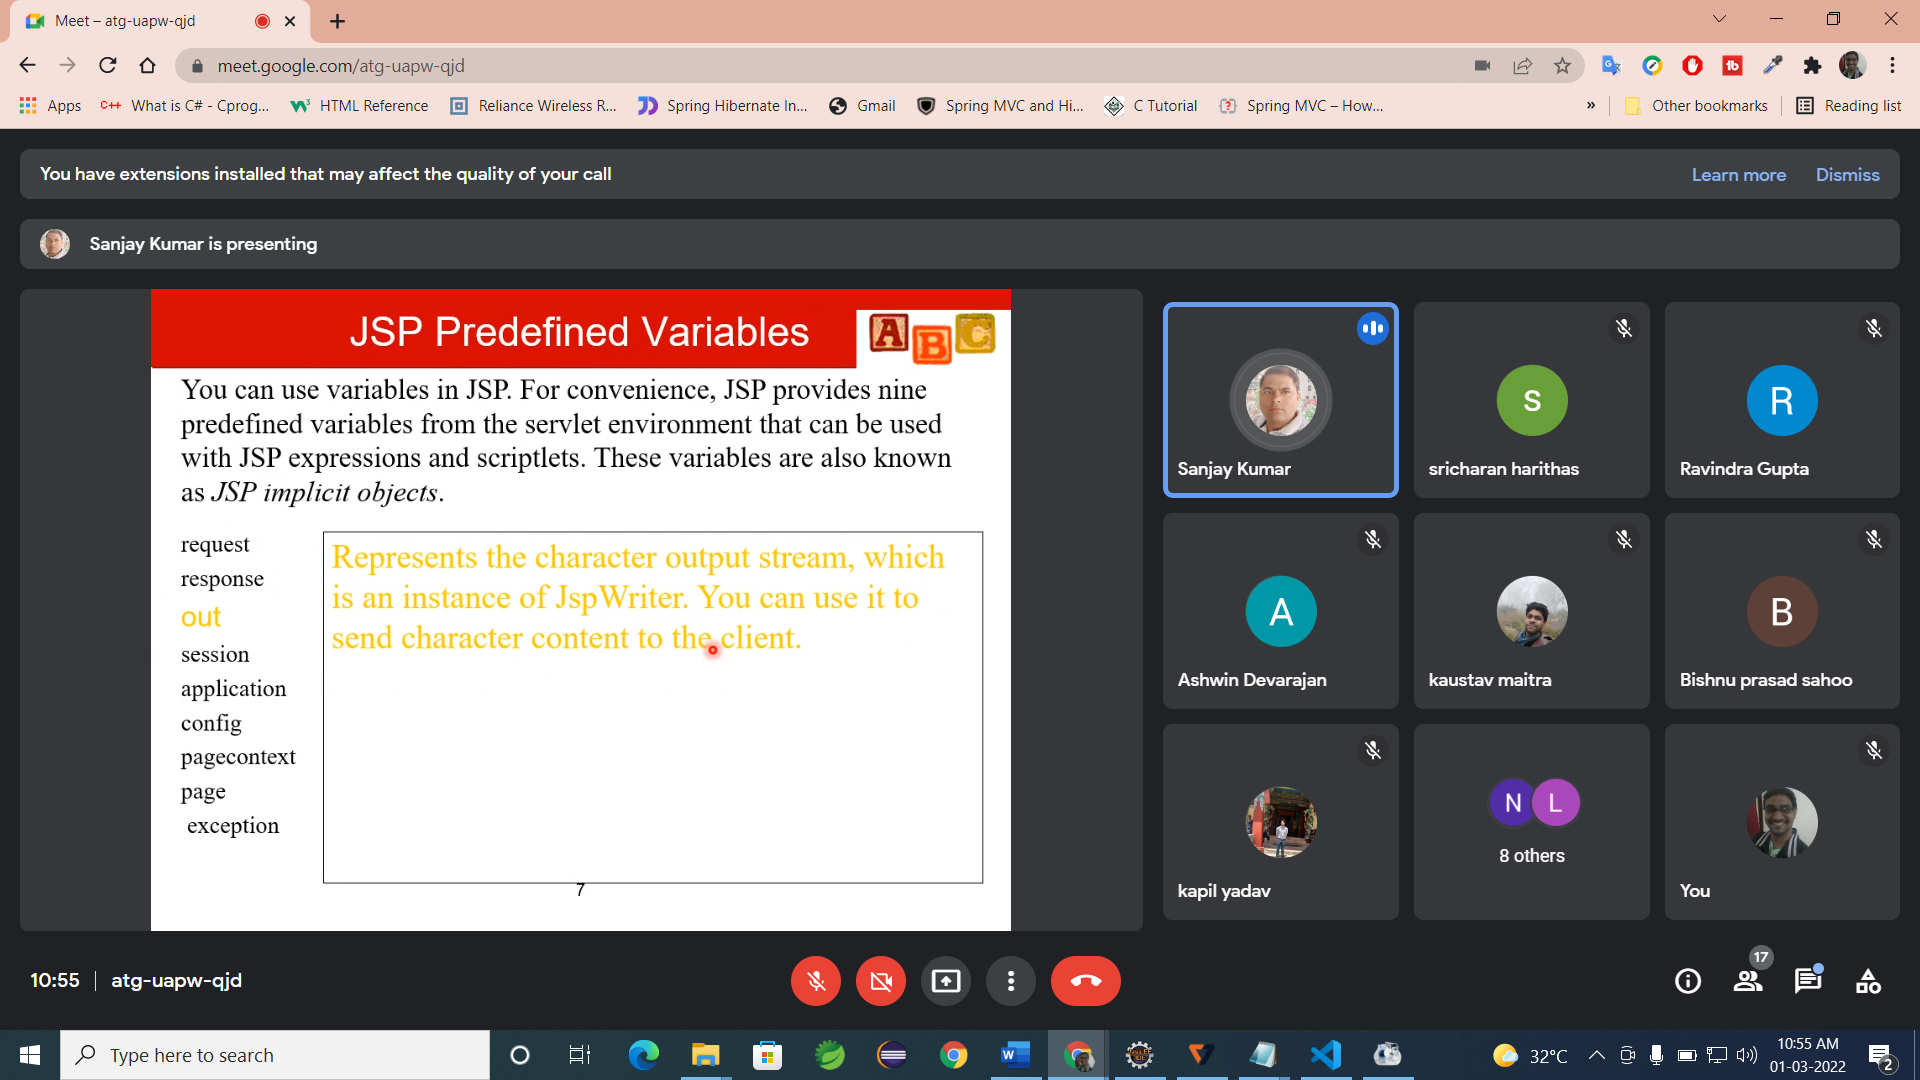 Meet – atg-uapw-qjd
meet.google.com/atg-uapw-qjd
Apps
What is C# - Cprog...
HTML Reference
Reliance Wireless R...
Spring Hibernate In...
Gmail
Spring MVC and Hi...
C Tutorial
Spring MVC – How...
»
Other bookmarks
Reading list
You have extensions installed that may affect the quality of your call
Learn more
Dismiss
Sanjay Kumar is presenting
JSP Predefined Variables
A B C
You can use variables in JSP. For convenience, JSP provides nine
predefined variables from the servlet environment that can be used
with JSP expressions and scriptlets. These variables are also known
as JSP implicit objects.
request
response
out
session
application
config
pagecontext
page
exception
Represents the character output stream, which
is an instance of JspWriter. You can use it to
send character content to the client.
7
Sanjay Kumar
S
sricharan harithas
R
Ravindra Gupta
A
Ashwin Devarajan
kaustav maitra
B
Bishnu prasad sahoo
kapil yadav
N L
8 others
You
10:55 | atg-uapw-qjd
17
Type here to search
32°C
10:55 AM
01-03-2022
2